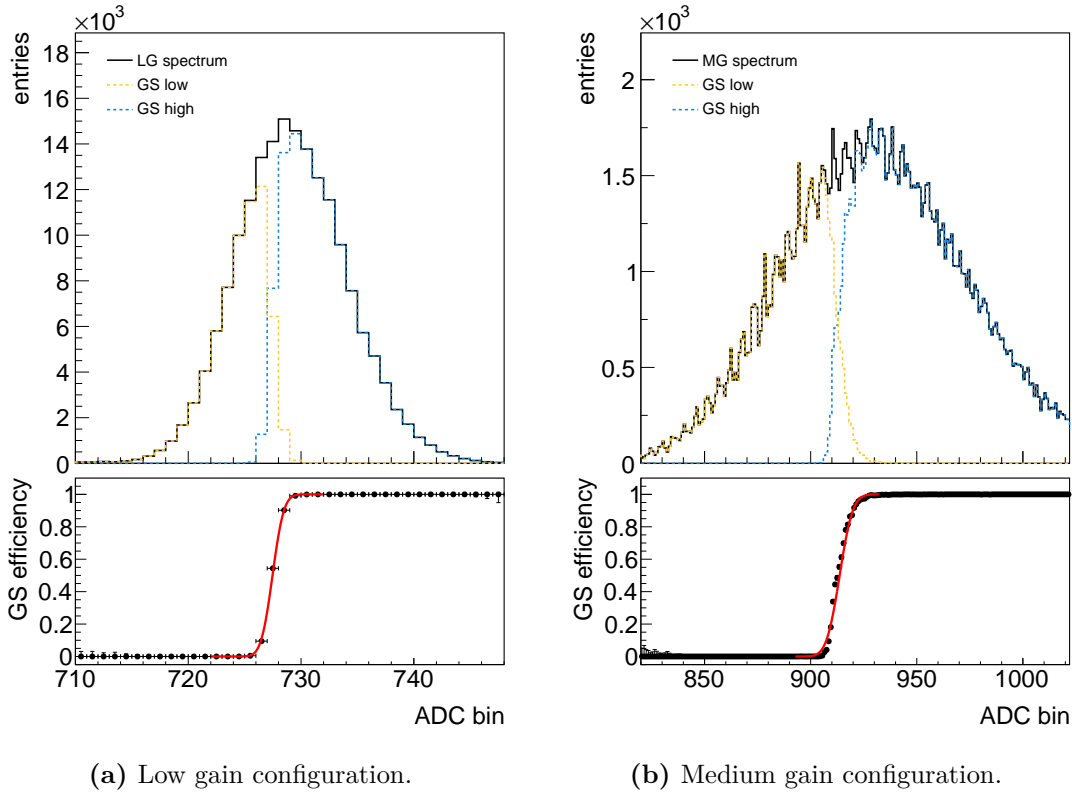 ×10³
entries
18
16
14
12
10
8
6
4
2
0
LG spectrum
GS low
GS high
GS efficiency
1
0.8
0.6
0.4
0.2
0
710 720 730 740
ADC bin
(a) Low gain configuration.
×10³
entries
2
1.5
1
0.5
0
MG spectrum
GS low
GS high
GS efficiency
1
0.8
0.6
0.4
0.2
0
850 900 950 1000
ADC bin
(b) Medium gain configuration.